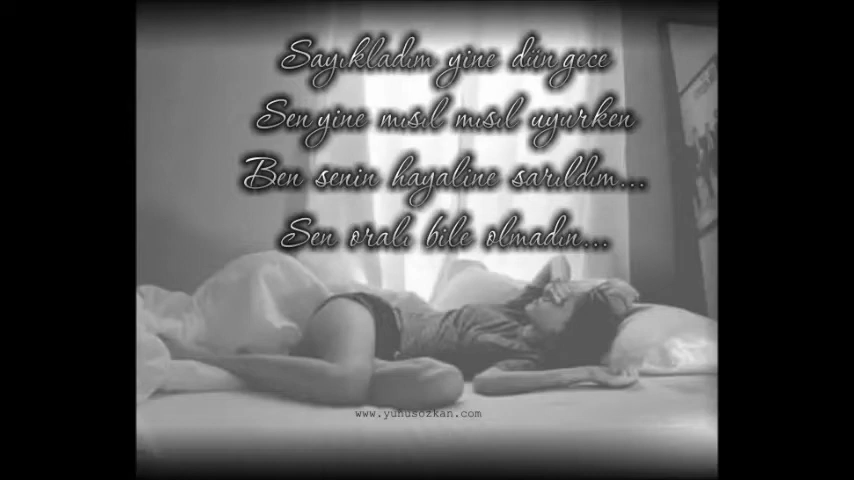 Sayıkladım yine dün gece
Sen yine mışıl mışıl uyurken
Ben senin hayaline sarıldım...
Sen oralı bile olmadın...
www.yunusozkan.com